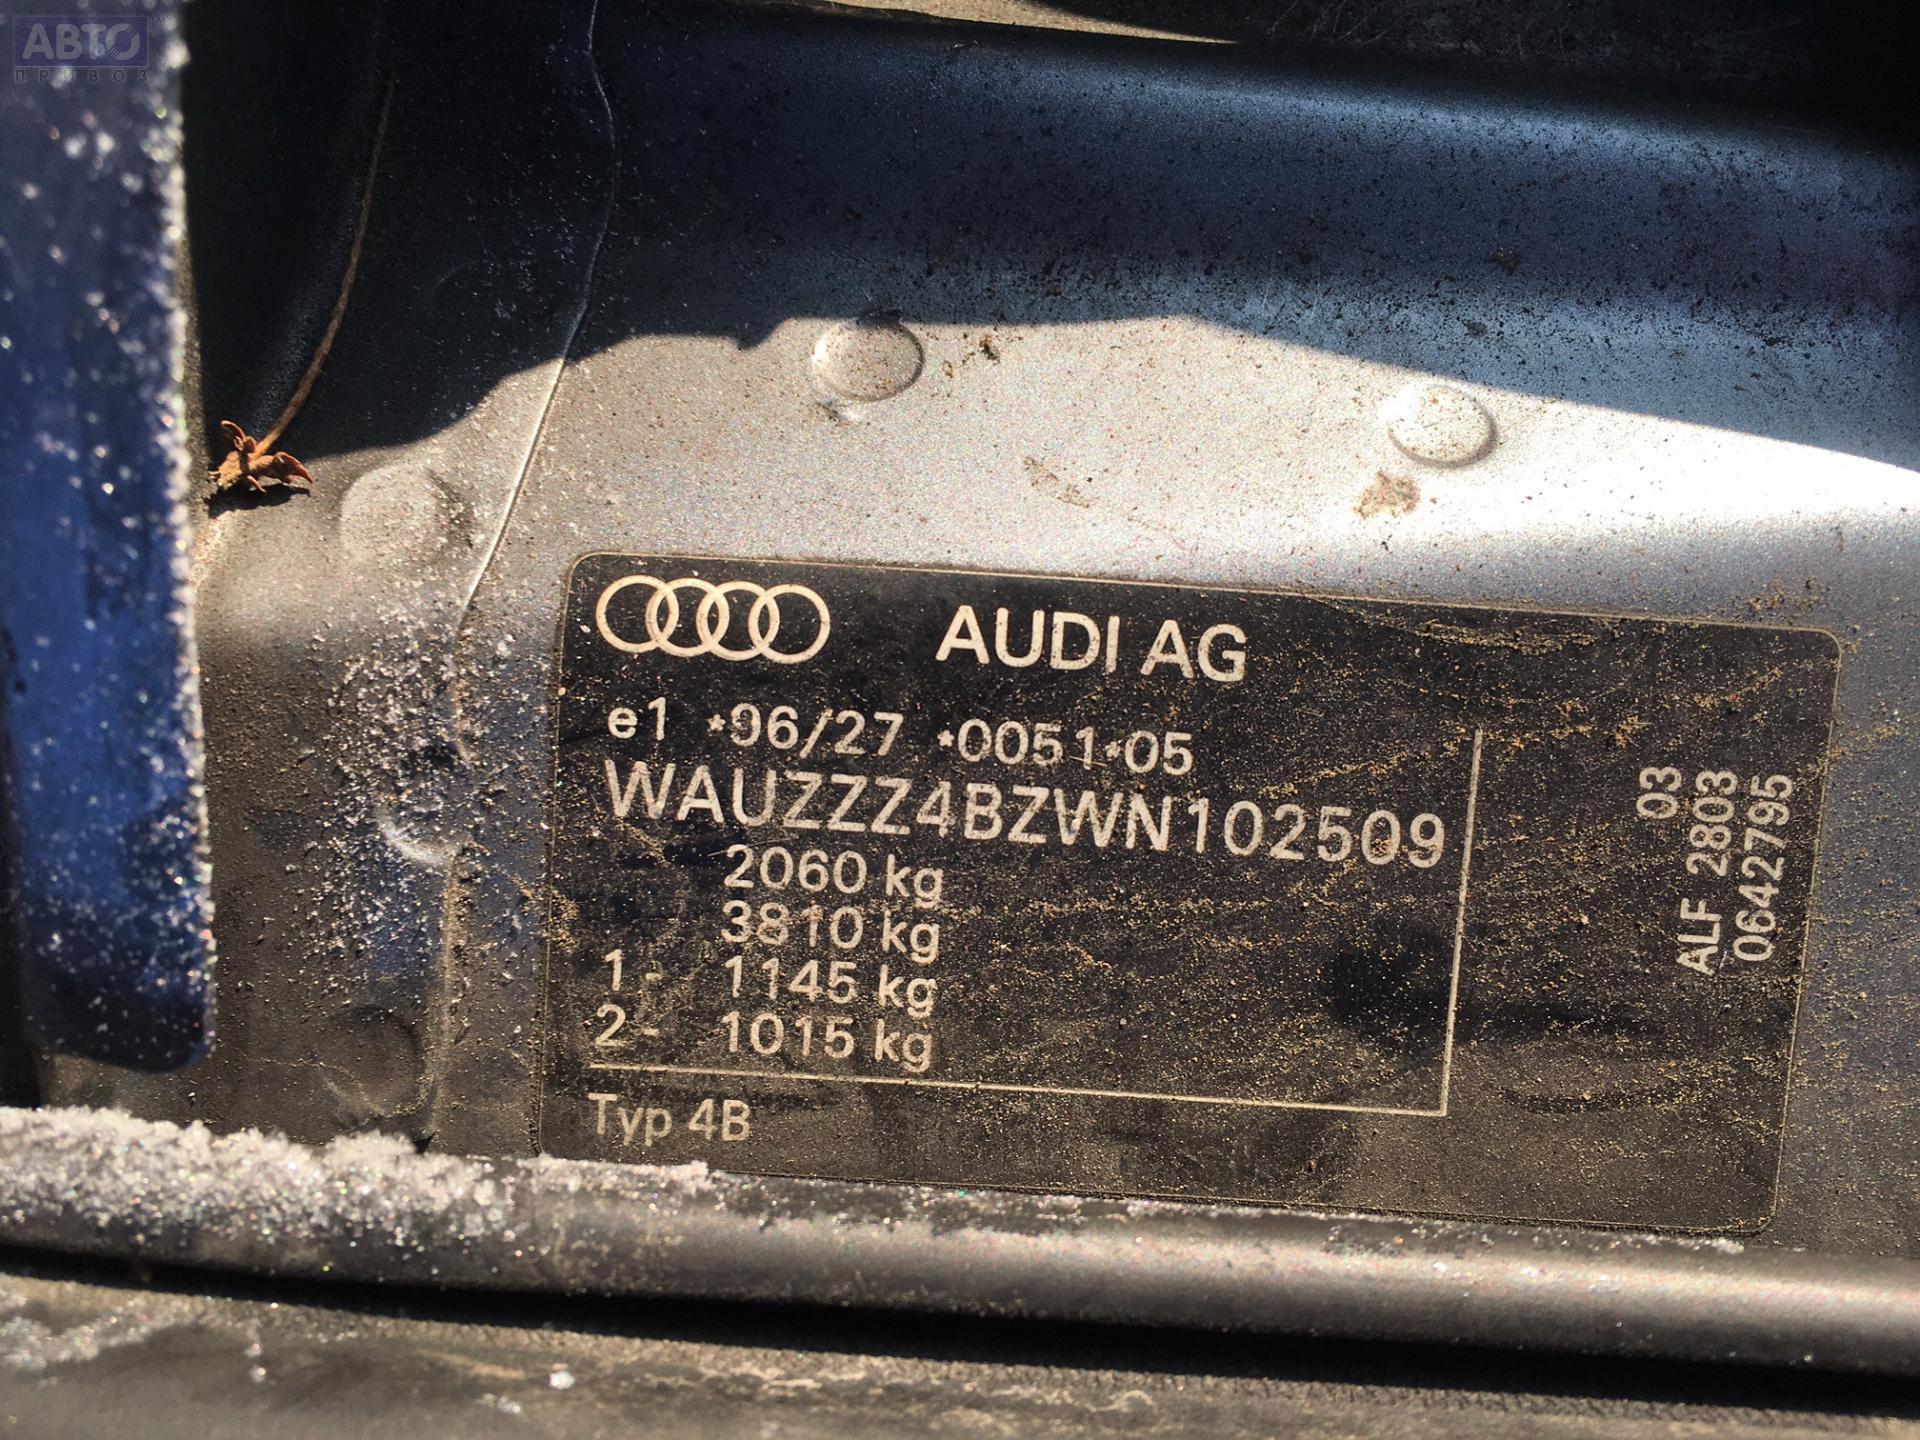 АВТО
ПРИВОЗ
AUDI AG
e1 *96/27 *0051*05
WAUZZZ4BZWN102509
2060 kg
3810 kg
1- 1145 kg
2- 1015 kg
Typ 4B
03
ALF 2803
0642795